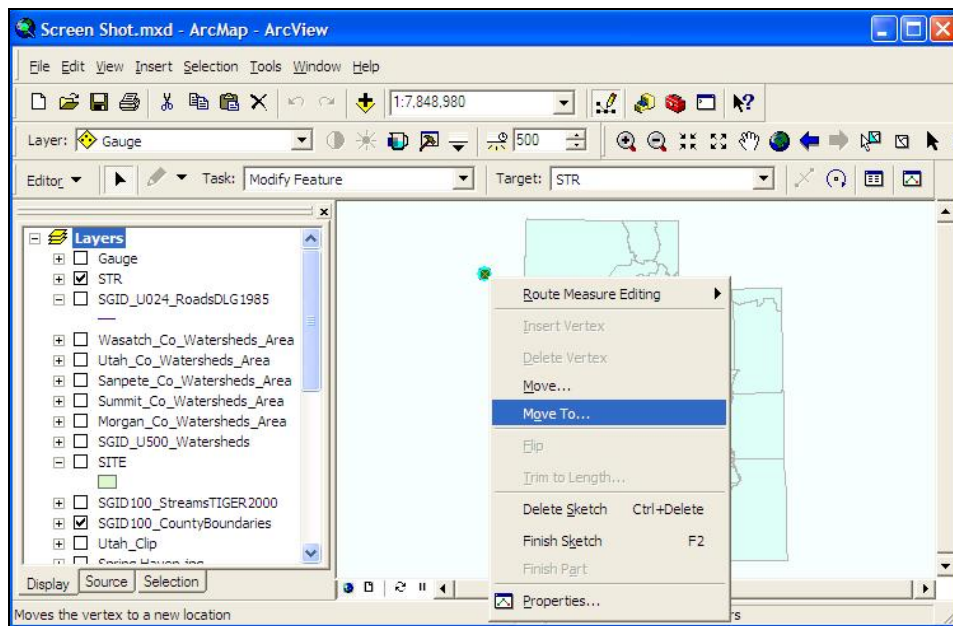 Screen Shot.mxd - ArcMap - ArcView
File Edit View Insert Selection Tools Window Help
1:7,848,980
Layer: Gauge 500
Editor Task: Modify Feature Target: STR
Layers
Gauge
STR
SGID_U024_RoadsDLG1985
Wasatch_Co_Watersheds_Area
Utah_Co_Watersheds_Area
Sanpete_Co_Watersheds_Area
Summit_Co_Watersheds_Area
Morgan_Co_Watersheds_Area
SGID_U500_Watersheds
SITE
SGID100_StreamsTIGER2000
SGID100_CountyBoundaries
Utah_Clip
Display Source Selection
Route Measure Editing
Insert Vertex
Delete Vertex
Move...
Move To...
Flip
Trim to Length...
Delete Sketch Ctrl+Delete
Finish Sketch F2
Finish Part
Properties...
Moves the vertex to a new location